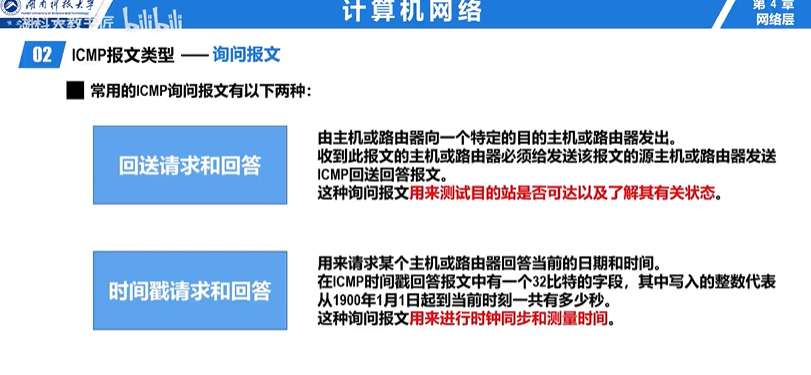 湖南科技大学
计算机网络
第 4 章
网络层
bilibili
02 ICMP报文类型 —— 询问报文
常用的ICMP询问报文有以下两种：
回送请求和回答
由主机或路由器向一个特定的目的主机或路由器发出。
收到此报文的主机或路由器必须给发送该报文的源主机或路由器发送
ICMP回送回答报文。
这种询问报文用来测试目的站是否可达以及了解其有关状态。
时间戳请求和回答
用来请求某个主机或路由器回答当前的日期和时间。
在ICMP时间戳回答报文中有一个32比特的字段，其中写入的整数代表
从1900年1月1日起到当前时刻一共有多少秒。
这种询问报文用来进行时钟同步和测量时间。